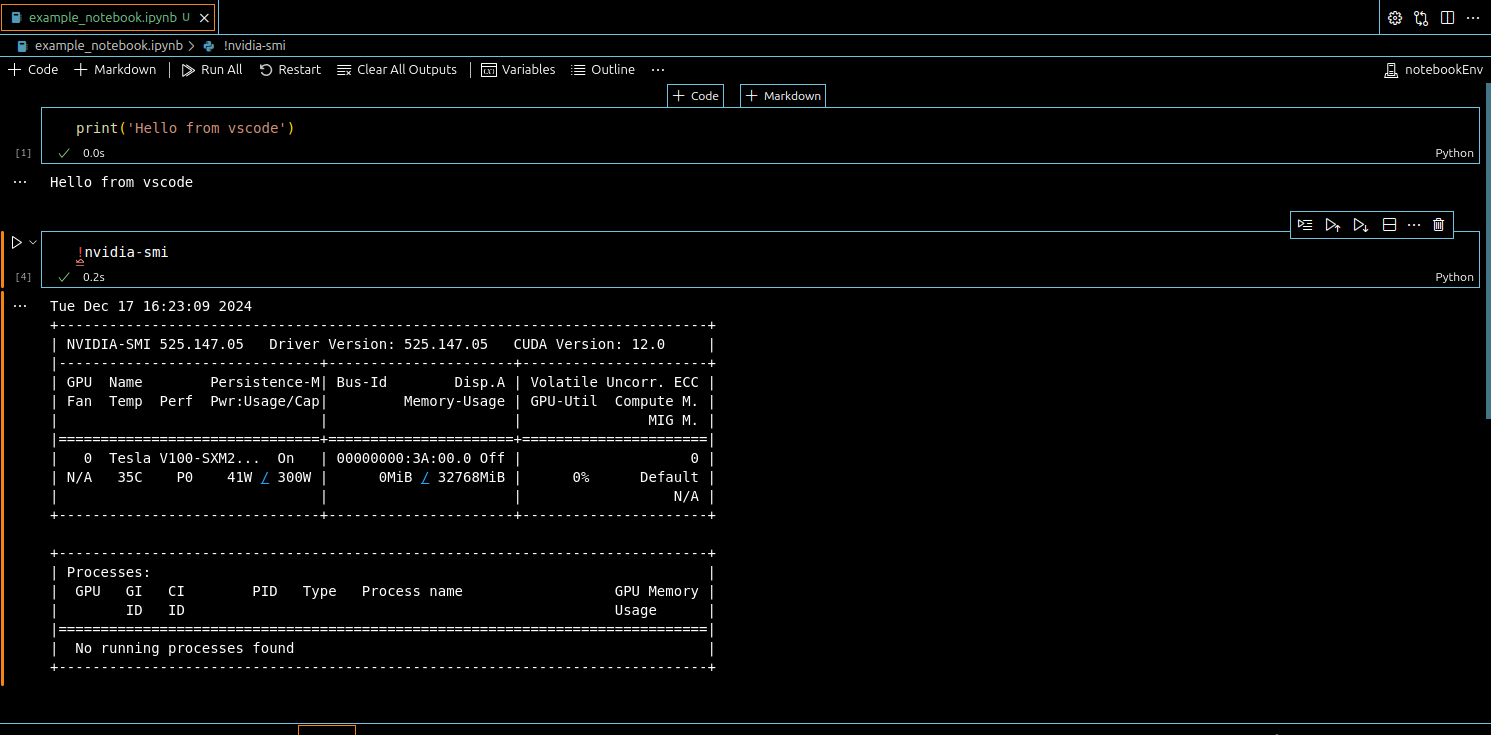 example_notebook.ipynb U
example_notebook.ipynb > !nvidia-smi
+ Code + Markdown | Run All Restart Clear All Outputs | Variables Outline ... notebookEnv
+ Code + Markdown
print('Hello from vscode')
[1] 0.0s Python
Hello from vscode
!nvidia-smi
[4] 0.2s Python
Tue Dec 17 16:23:09 2024
+-----------------------------------------------------------------------------+
| NVIDIA-SMI 525.147.05   Driver Version: 525.147.05   CUDA Version: 12.0     |
|-------------------------------+----------------------+----------------------+
| GPU  Name        Persistence-M| Bus-Id        Disp.A | Volatile Uncorr. ECC |
| Fan  Temp  Perf  Pwr:Usage/Cap|         Memory-Usage | GPU-Util  Compute M. |
|                               |                      |               MIG M. |
|===============================+======================+======================|
|   0  Tesla V100-SXM2...  On   | 00000000:3A:00.0 Off |                    0 |
| N/A   35C    P0    41W / 300W |      0MiB / 32768MiB |      0%      Default |
|                               |                      |                  N/A |
+-------------------------------+----------------------+----------------------+
+-----------------------------------------------------------------------------+
| Processes:                                                                  |
|  GPU   GI   CI        PID   Type   Process name                  GPU Memory |
|        ID   ID                                                   Usage      |
|=============================================================================|
|  No running processes found                                                 |
+-----------------------------------------------------------------------------+